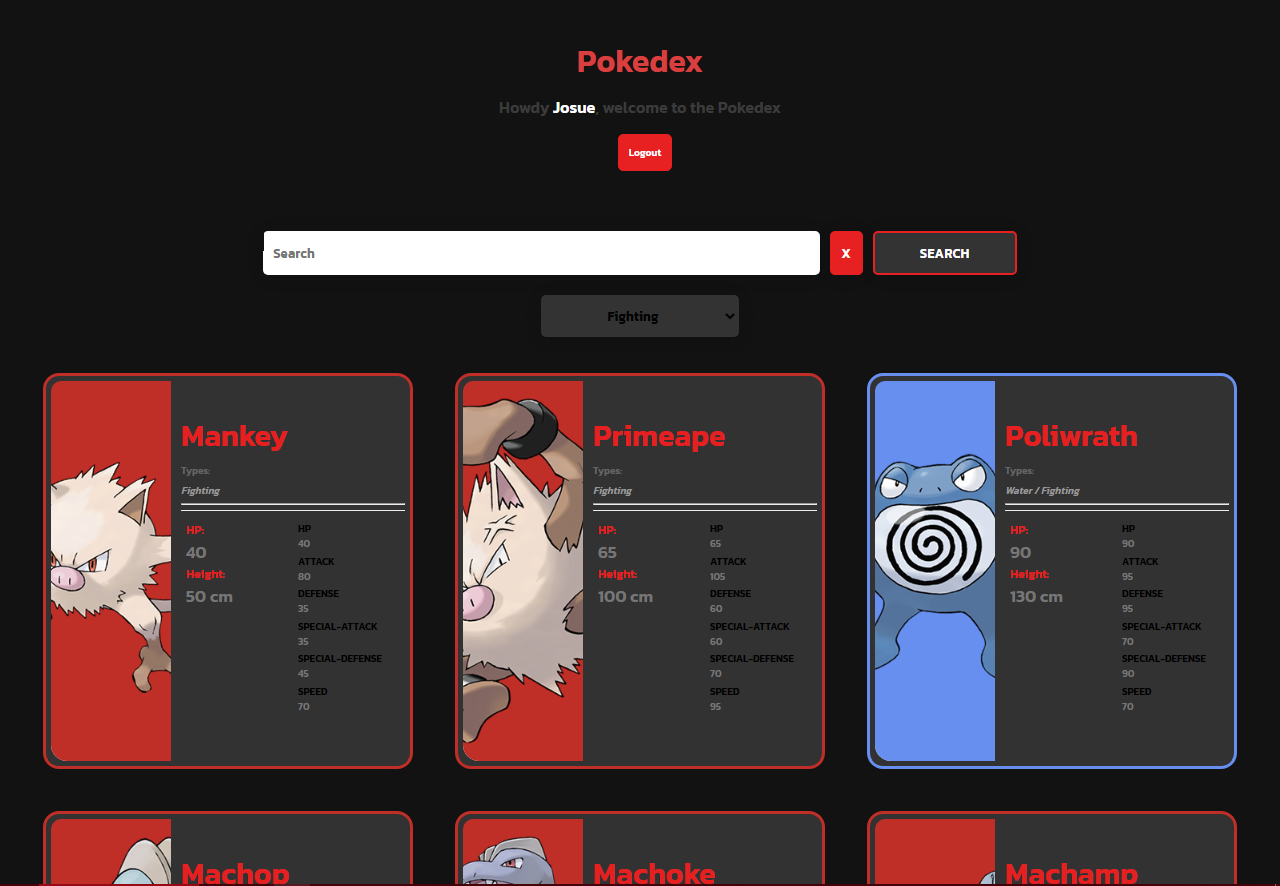 Pokedex
Howdy Josue, welcome to the Pokedex
Logout
Search
X
SEARCH
Fighting
Mankey
Types:
Fighting
HP:
40
Height:
50 cm
HP
40
ATTACK
80
DEFENSE
35
SPECIAL-ATTACK
35
SPECIAL-DEFENSE
45
SPEED
70
Primeape
Types:
Fighting
HP:
65
Height:
100 cm
HP
65
ATTACK
105
DEFENSE
60
SPECIAL-ATTACK
60
SPECIAL-DEFENSE
70
SPEED
95
Poliwrath
Types:
Water / Fighting
HP:
90
Height:
130 cm
HP
90
ATTACK
95
DEFENSE
95
SPECIAL-ATTACK
70
SPECIAL-DEFENSE
90
SPEED
70
Machop
Machoke
Machamp